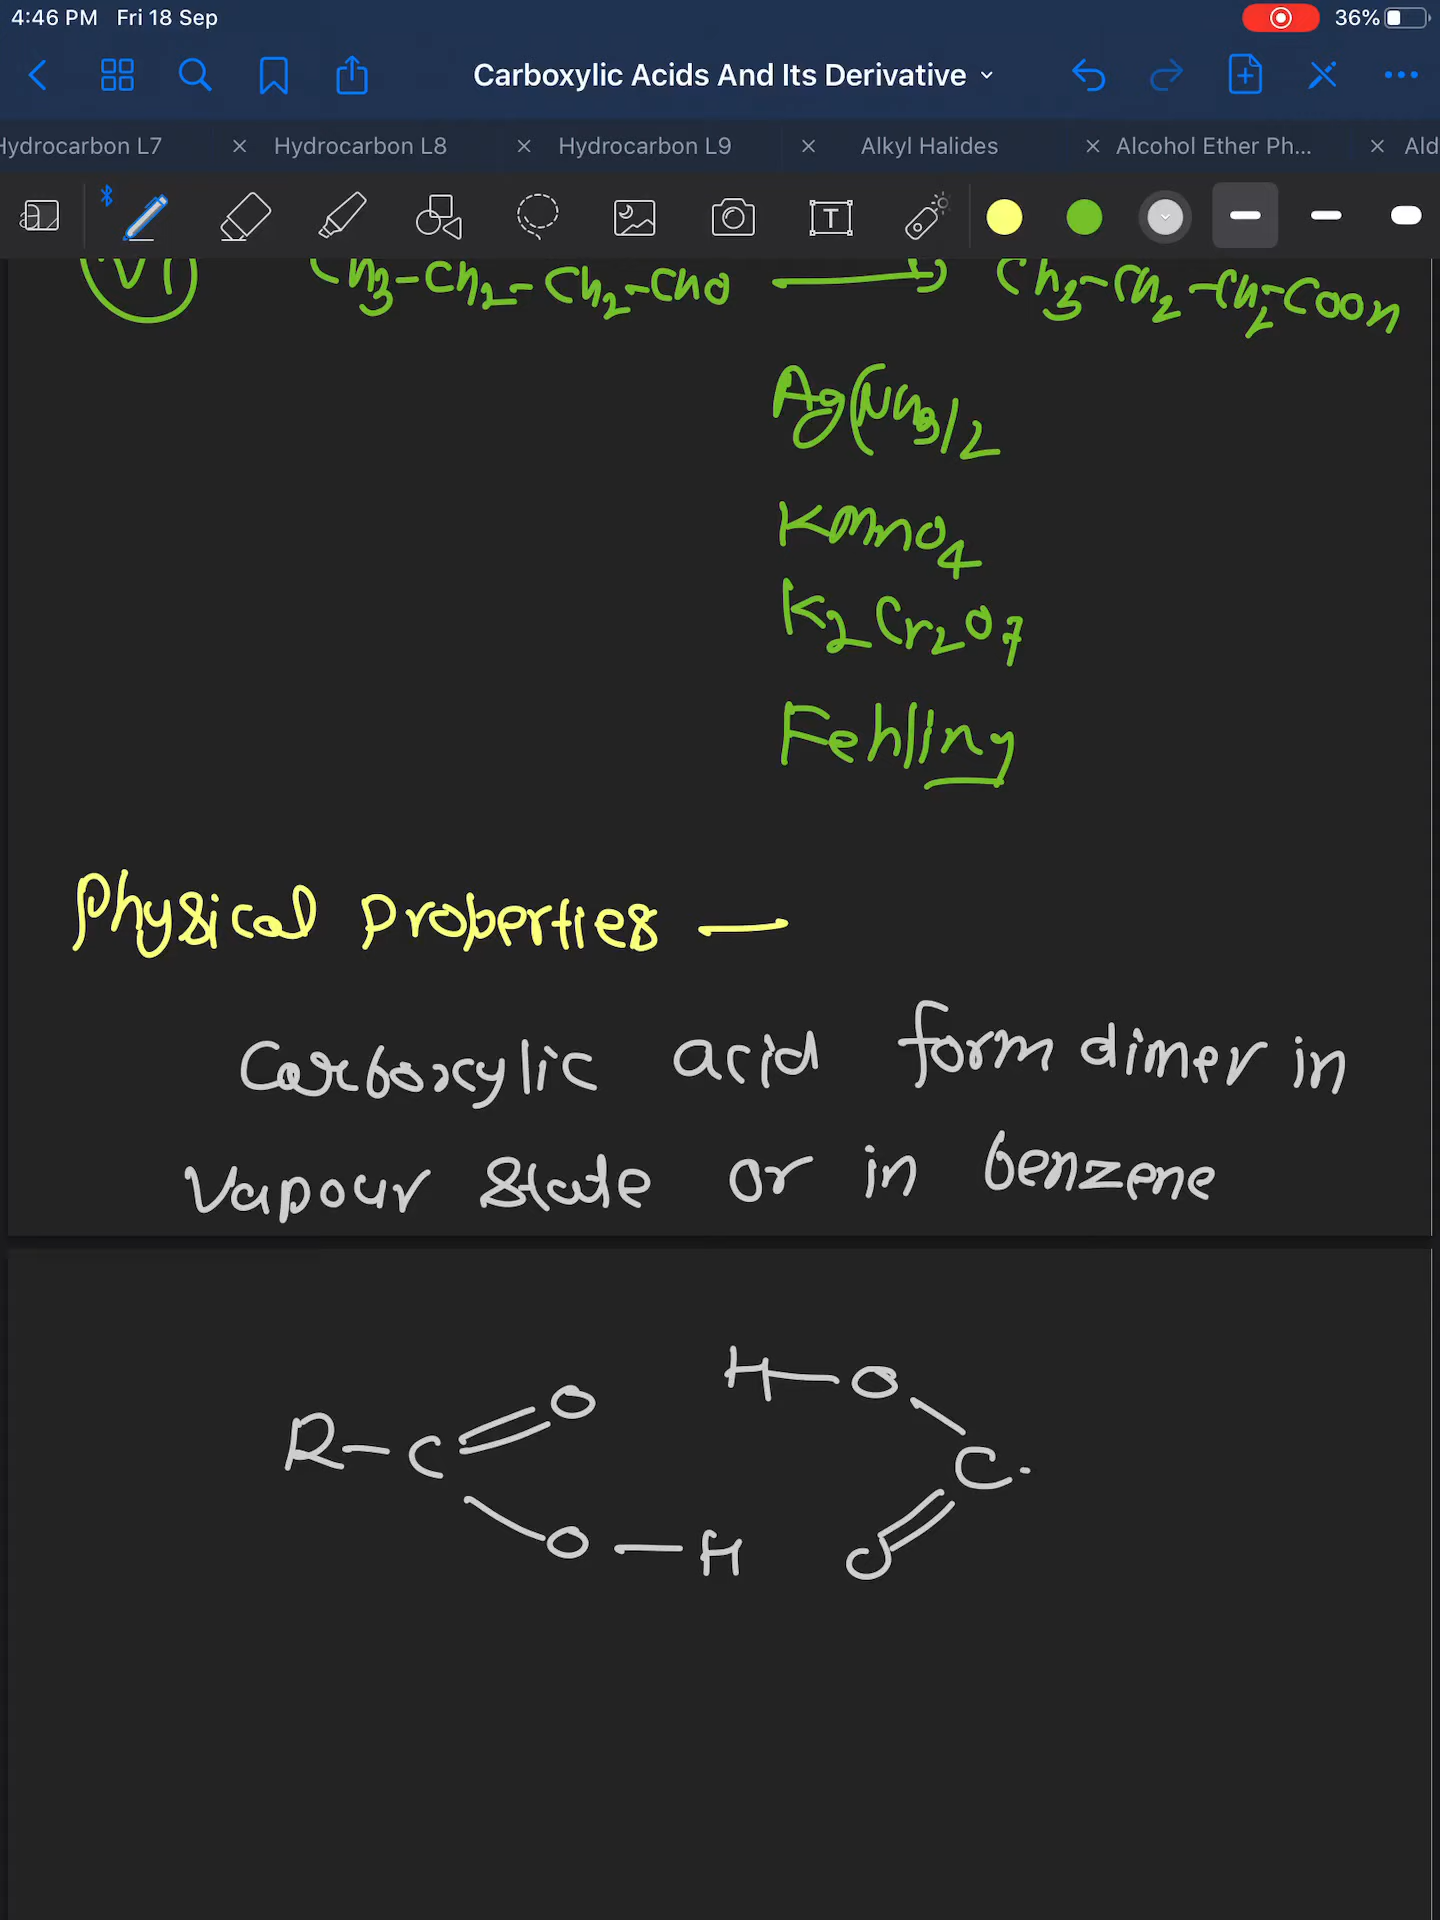 4:46 PM Fri 18 Sep 36%
Carboxylic Acids And Its Derivative
Hydrocarbon L7 × Hydrocarbon L8 × Hydrocarbon L9 × Alkyl Halides × Alcohol Ether Ph... × Ald
T
VI CH3-CH2-CH2-CHO → CH3-CH2-CH2-COOH
Ag(NH3)2
KMnO4
K2Cr2O7
Fehling
Physical Properties —
Carboxylic acid form dimer in
Vapour State or in benzene
H-O
R-C=O
C
O-H O